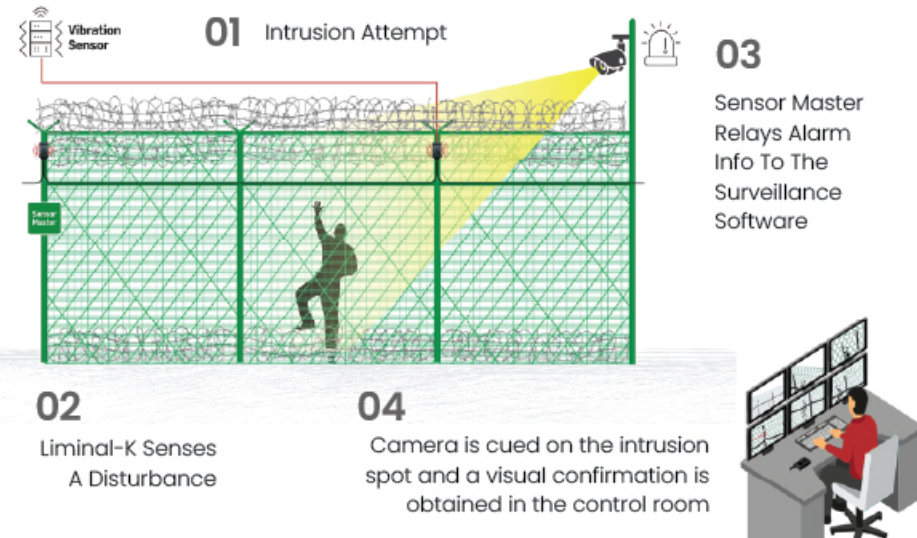 Vibration
Sensor
01 Intrusion Attempt
03
Sensor Master
Relays Alarm
Info To The
Surveillance
Software
Sensor
Master
02
Liminal-K Senses
A Disturbance
04
Camera is cued on the intrusion
spot and a visual confirmation is
obtained in the control room